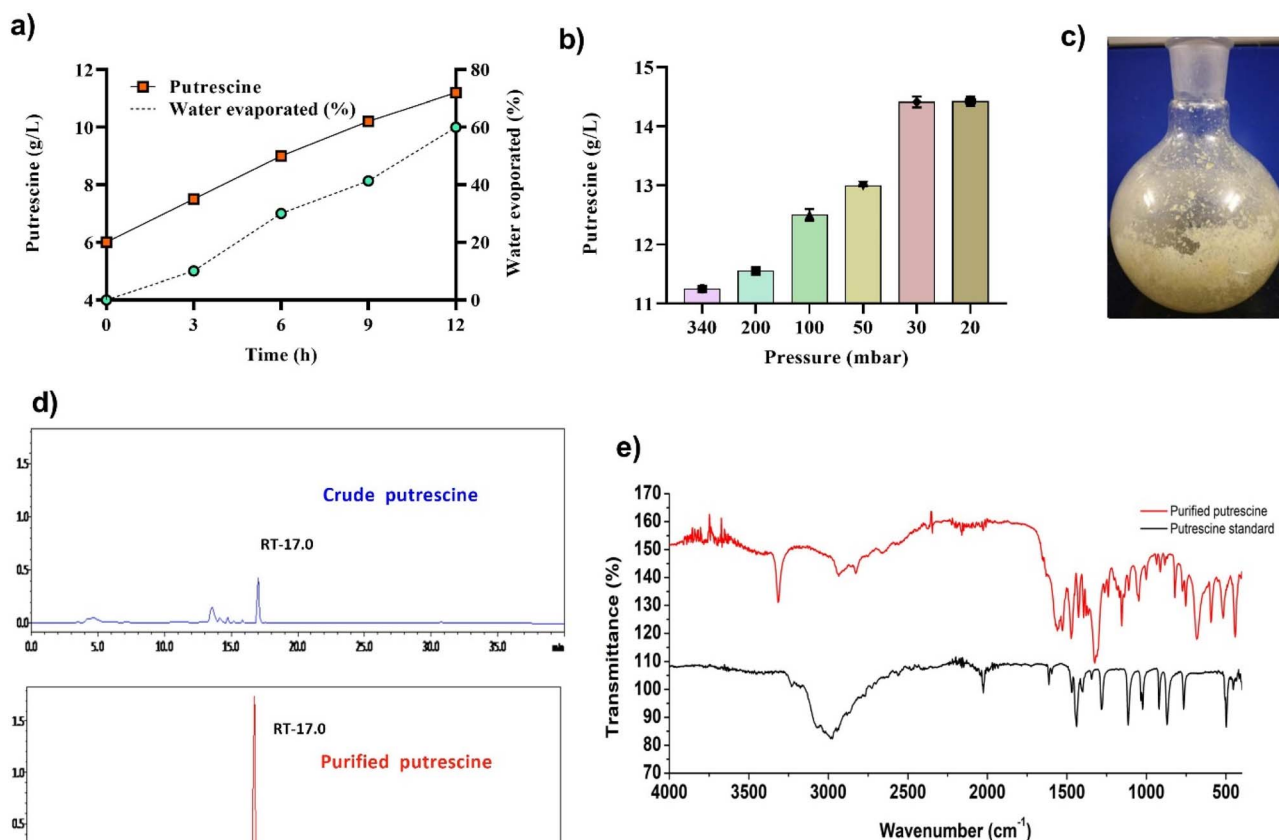 a)
Putrescine (g/L)
12
10
8
6
4
Putrescine
Water evaporated (%)
80
60
40
20
0
Water evoporated (%)
0 3 6 9 12
Time (h)
b)
Putrescine (g/L)
15
14
13
12
11
340 200 100 50 30 20
Pressure (mbar)
c)
d)
1.5
1.0
0.5
0.0
Crude putrescine
RT-17.0
0.0 5.0 10.0 15.0 20.0 25.0 30.0 35.0 min
1.5
1.0
0.5
RT-17.0
Purified putrescine
e)
Transmittance (%)
170
160
150
140
130
120
110
100
90
80
70
Purified putrescine
Putrescine standard
4000 3500 3000 2500 2000 1500 1000 500
Wavenumber (cm⁻¹)